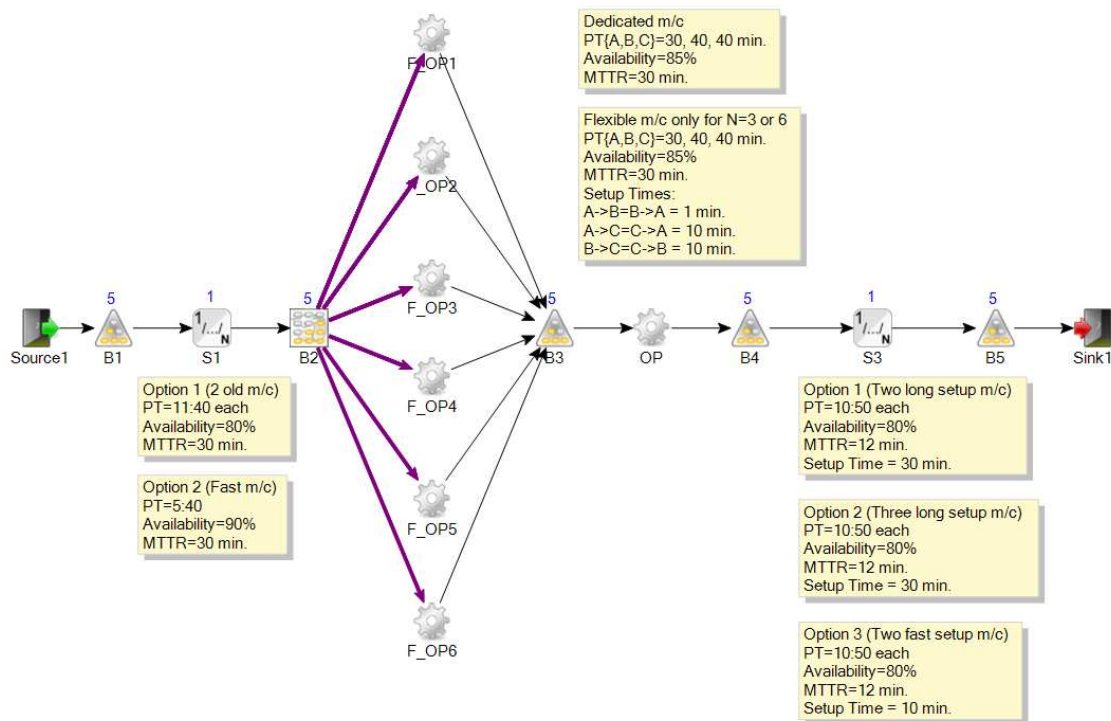 F_OP1
Dedicated m/c
PT{A,B,C}=30, 40, 40 min.
Availability=85%
MTTR=30 min.
_OP2
Flexible m/c only for N=3 or 6
PT{A,B,C}=30, 40, 40 min.
Availability=85%
MTTR=30 min.
Setup Times:
A->B=B->A = 1 min.
A->C=C->A = 10 min.
B->C=C->B = 10 min.
F_OP3
Source1
5
B1
1
1/.../N
S1
5
B2
5
B3
OP
5
B4
1
1/.../N
S3
5
B5
Sink1
F_OP4
F_OP5
F_OP6
Option 1 (2 old m/c)
PT=11:40 each
Availability=80%
MTTR=30 min.
Option 2 (Fast m/c)
PT=5:40
Availability=90%
MTTR=30 min.
Option 1 (Two long setup m/c)
PT=10:50 each
Availability=80%
MTTR=12 min.
Setup Time = 30 min.
Option 2 (Three long setup m/c)
PT=10:50 each
Availability=80%
MTTR=12 min.
Setup Time = 30 min.
Option 3 (Two fast setup m/c)
PT=10:50 each
Availability=80%
MTTR=12 min.
Setup Time = 10 min.